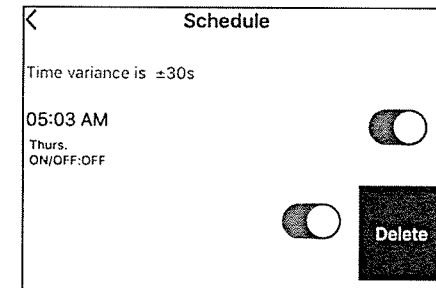 Schedule
Time variance is ±30s
05:03 AM
Thurs.
ON/OFF:OFF
Delete